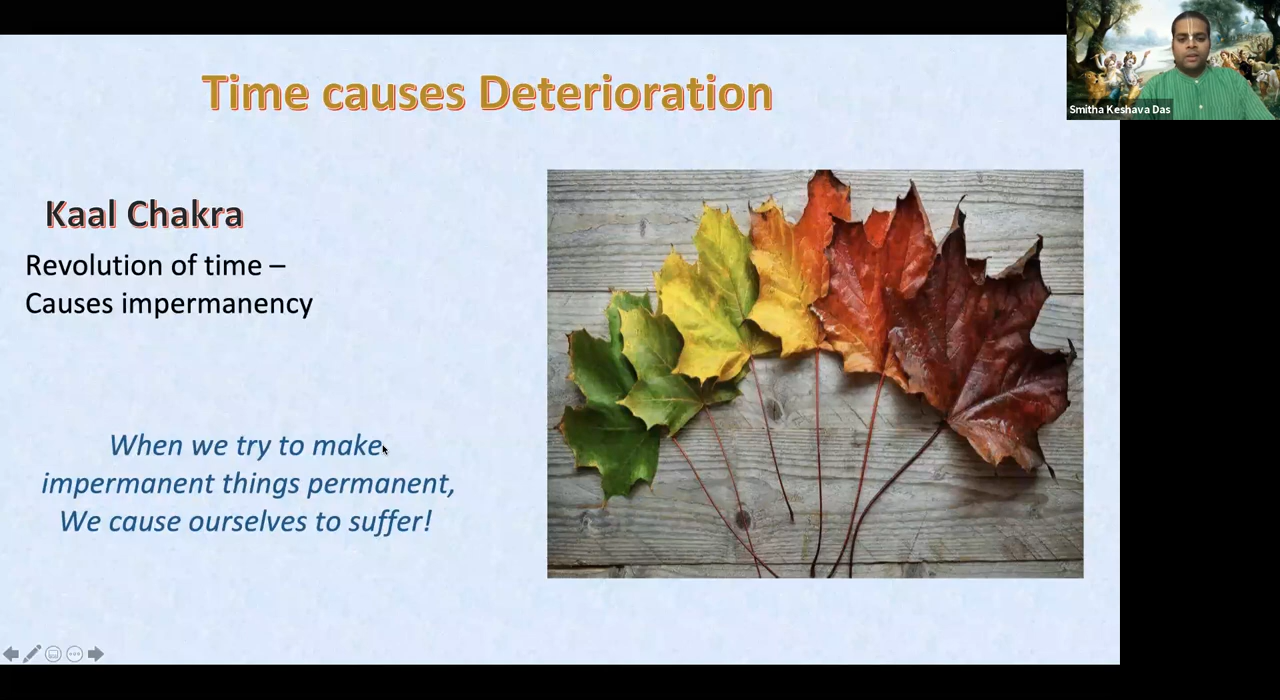 Time causes Deterioration
Smitha Keshava Das
Kaal Chakra
Revolution of time –
Causes impermanency
When we try to make
impermanent things permanent,
We cause ourselves to suffer!